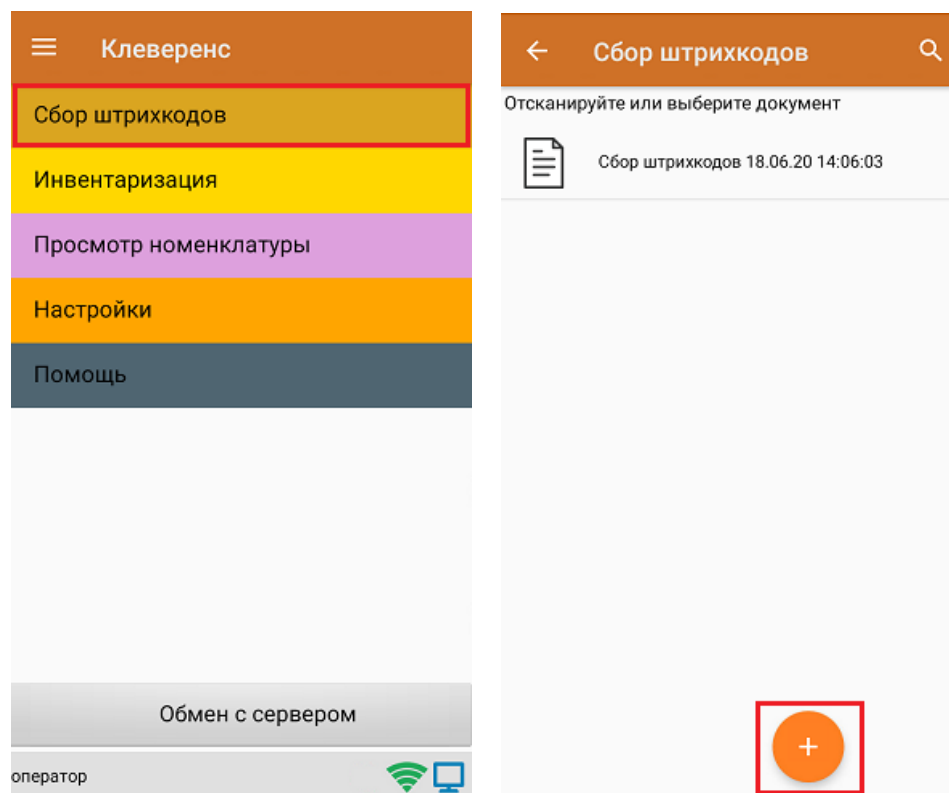 Клеверенс
Сбор штрихкодов
Инвентаризация
Просмотр номенклатуры
Настройки
Помощь
Обмен с сервером
оператор
Сбор штрихкодов
Отсканируйте или выберите документ
Сбор штрихкодов 18.06.20 14:06:03
+